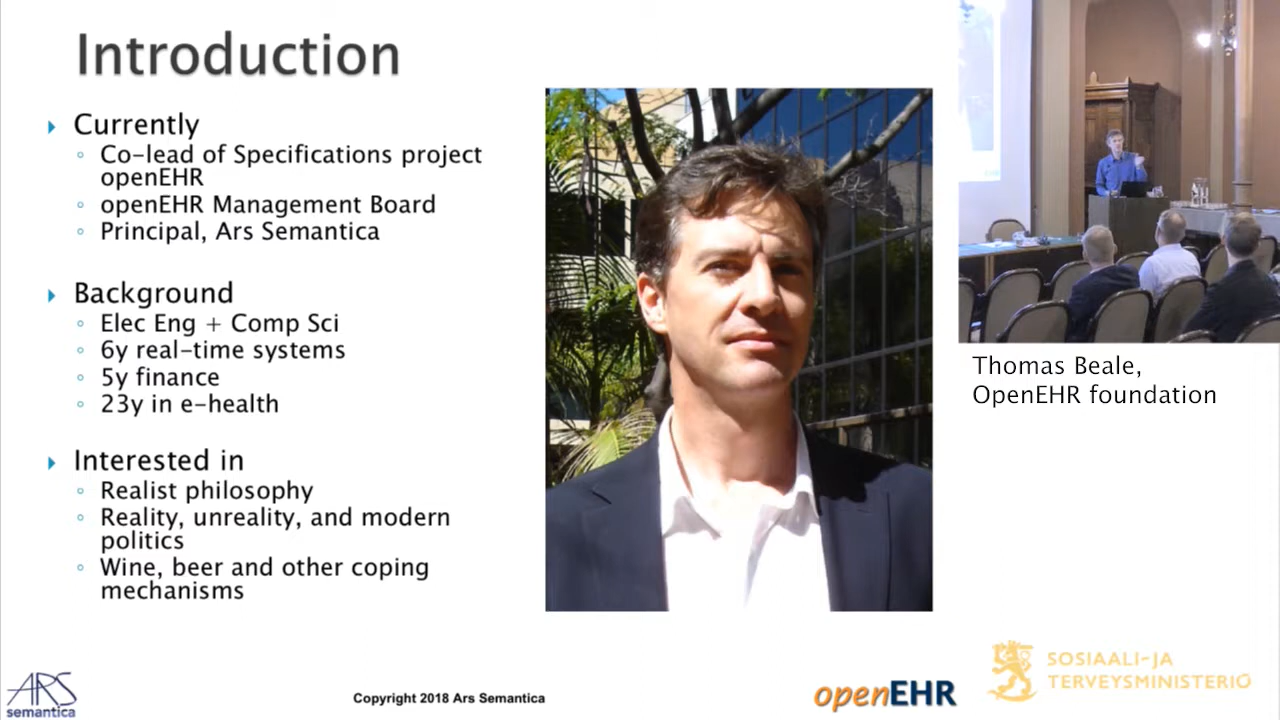 Introduction
Currently
Co-lead of Specifications project
openEHR
openEHR Management Board
Principal, Ars Semantica
Background
Elec Eng + Comp Sci
6y real-time systems
5y finance
23y in e-health
Interested in
Realist philosophy
Reality, unreality, and modern
politics
Wine, beer and other coping
mechanisms
Thomas Beale,
OpenEHR foundation
ARS
semantica
Copyright 2018 Ars Semantica
openEHR
SOSIAALI-JA
TERVEYSMINISTERIÖ